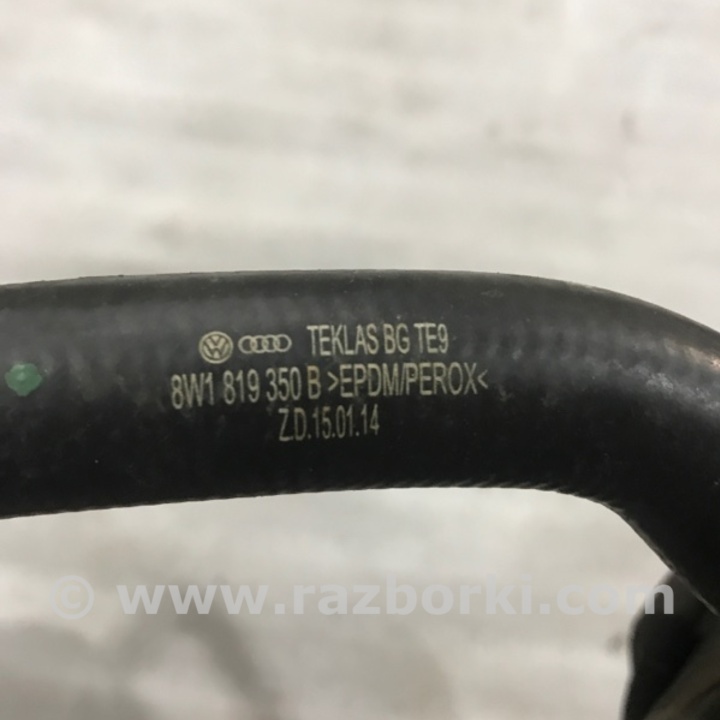 TEKLAS BG TE9
8W1 819 350 B >EPDM/PEROX<
Z.D.15.01.14
© www.razborki.com